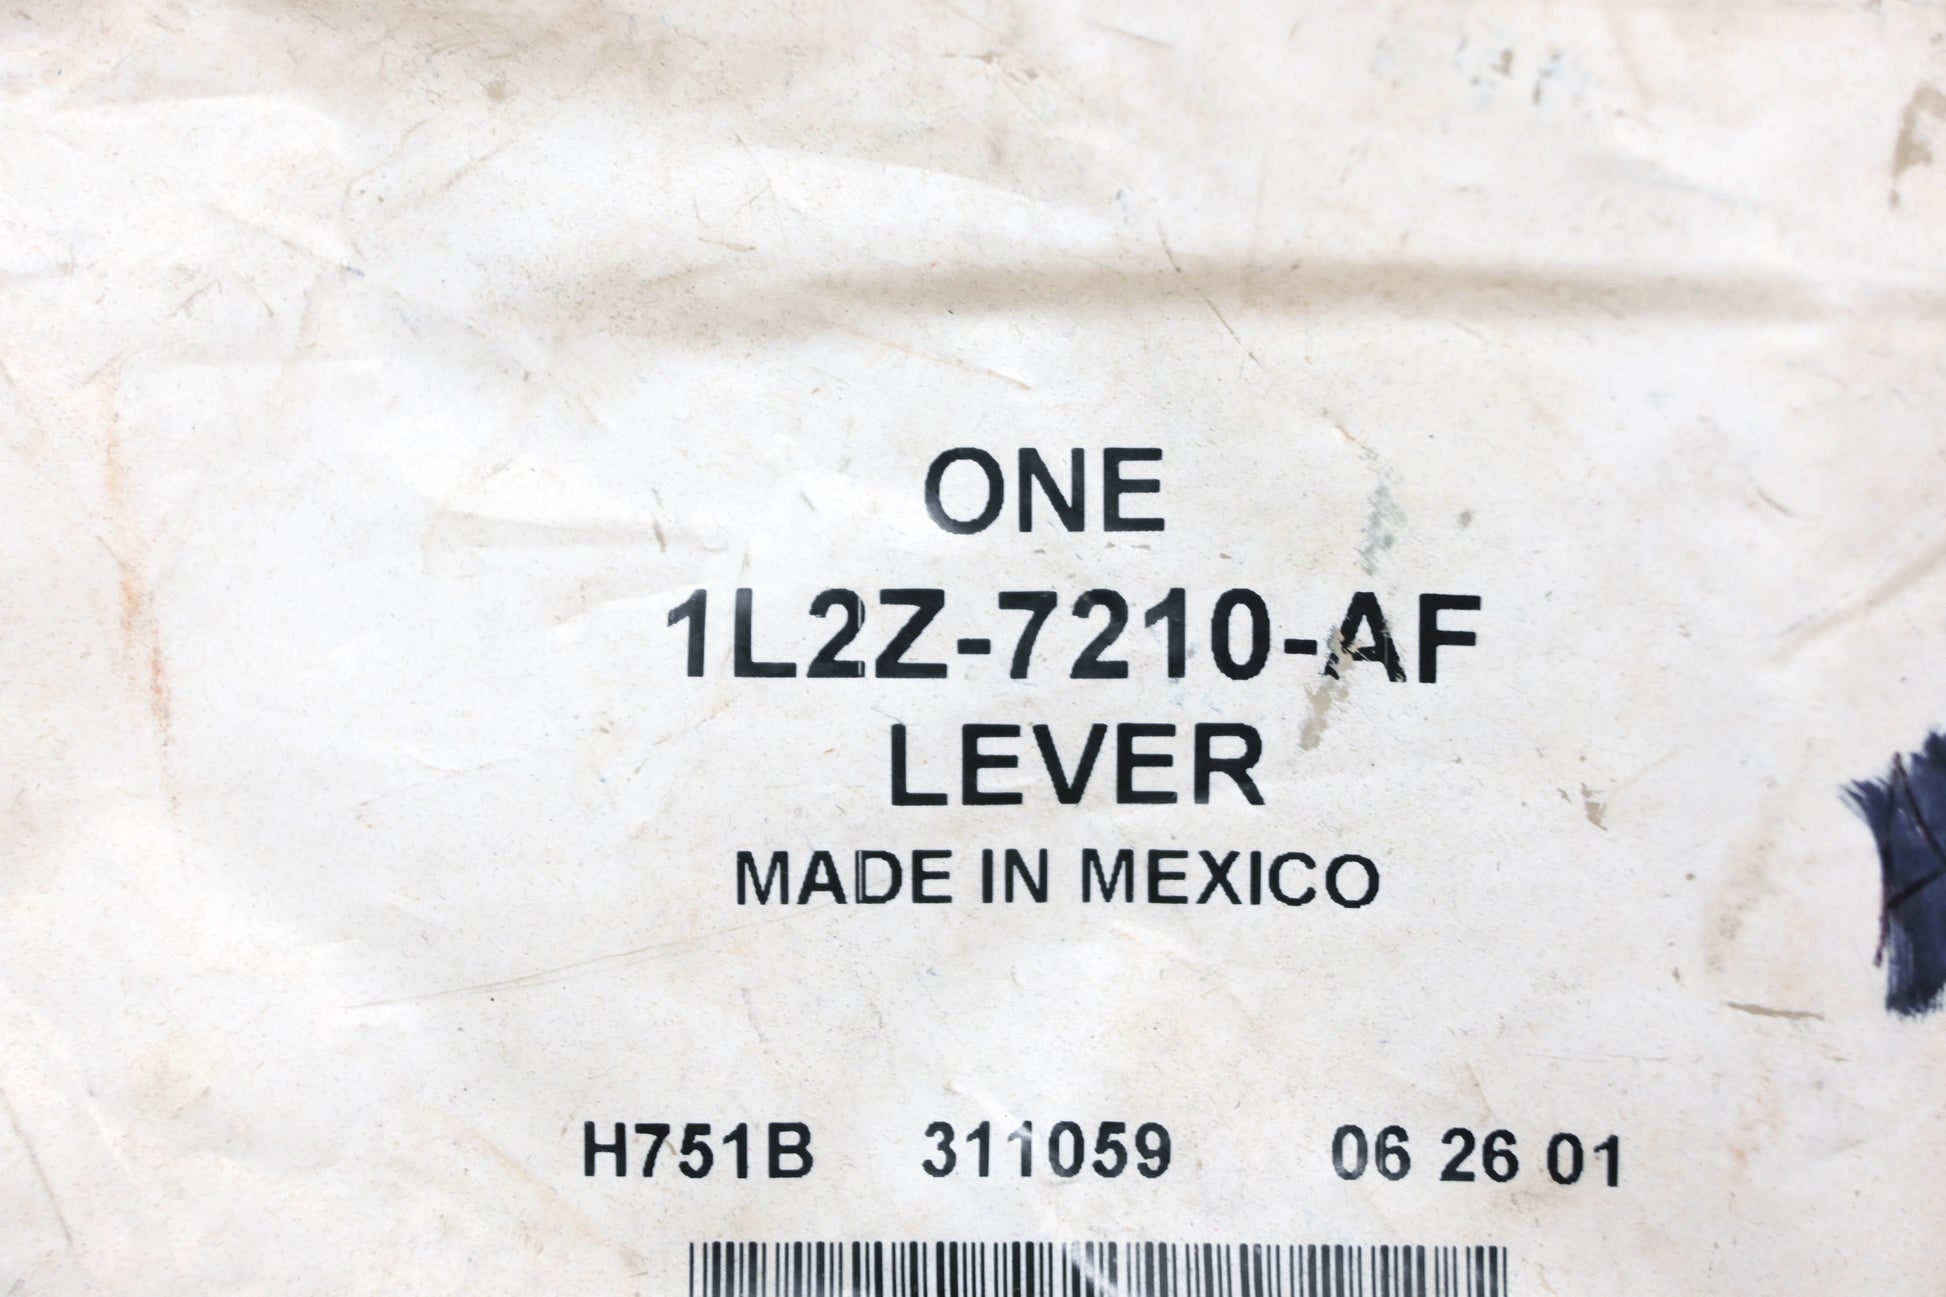 ONE
1L2Z-7210-AF
LEVER
MADE IN MEXICO
H751B 311059 06 26 01